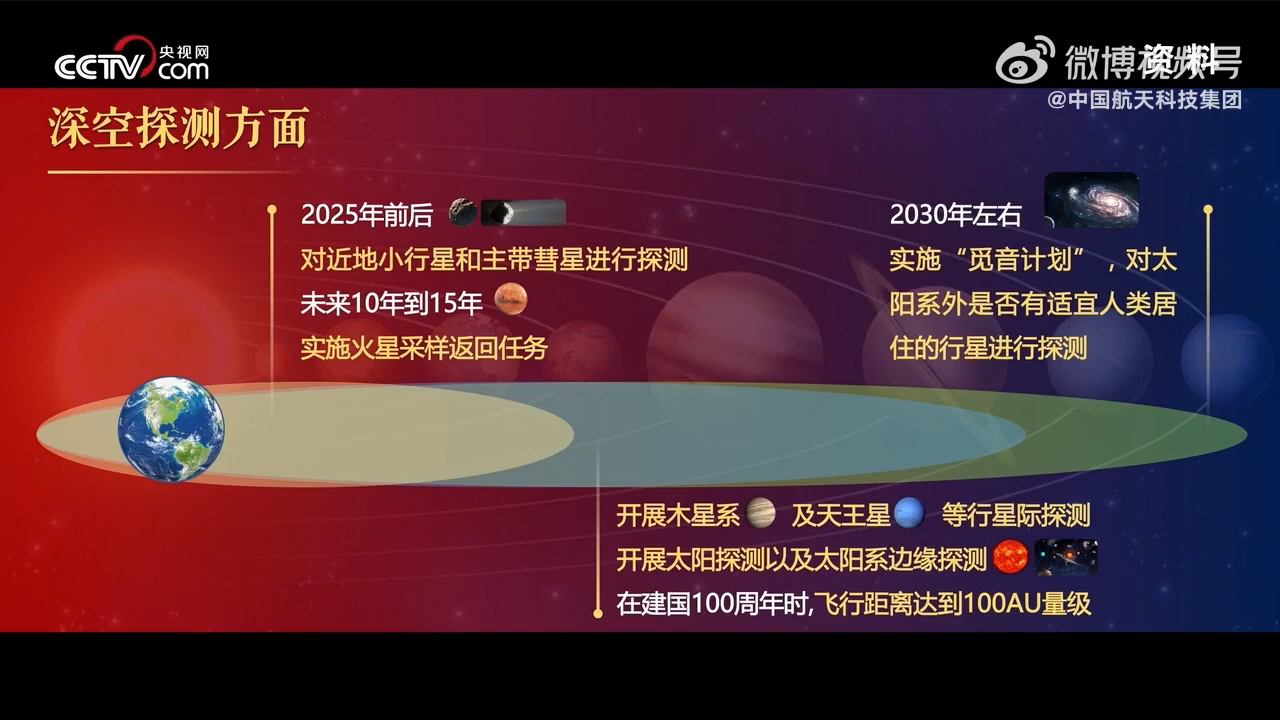 CCTV.com 央视网
微博视频号
资料
@中国航天科技集团
深空探测方面
2025年前后
对近地小行星和主带彗星进行探测
未来10年到15年
实施火星采样返回任务
2030年左右
实施“觅音计划”，对太
阳系外是否有适宜人类居
住的行星进行探测
开展木星系 及天王星 等行星际探测
开展太阳探测以及太阳系边缘探测
在建国100周年时,飞行距离达到100AU量级